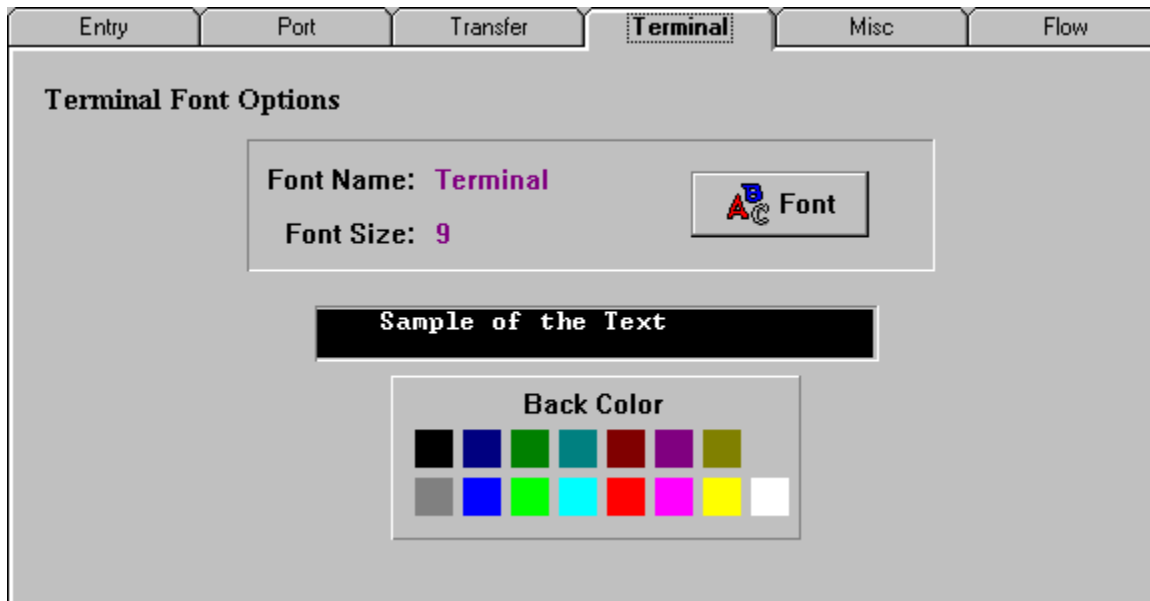 Entry Port Transfer Terminal Misc Flow
Terminal Font Options
Font Name: Terminal
ABC Font
Font Size: 9
Sample of the Text
Back Color